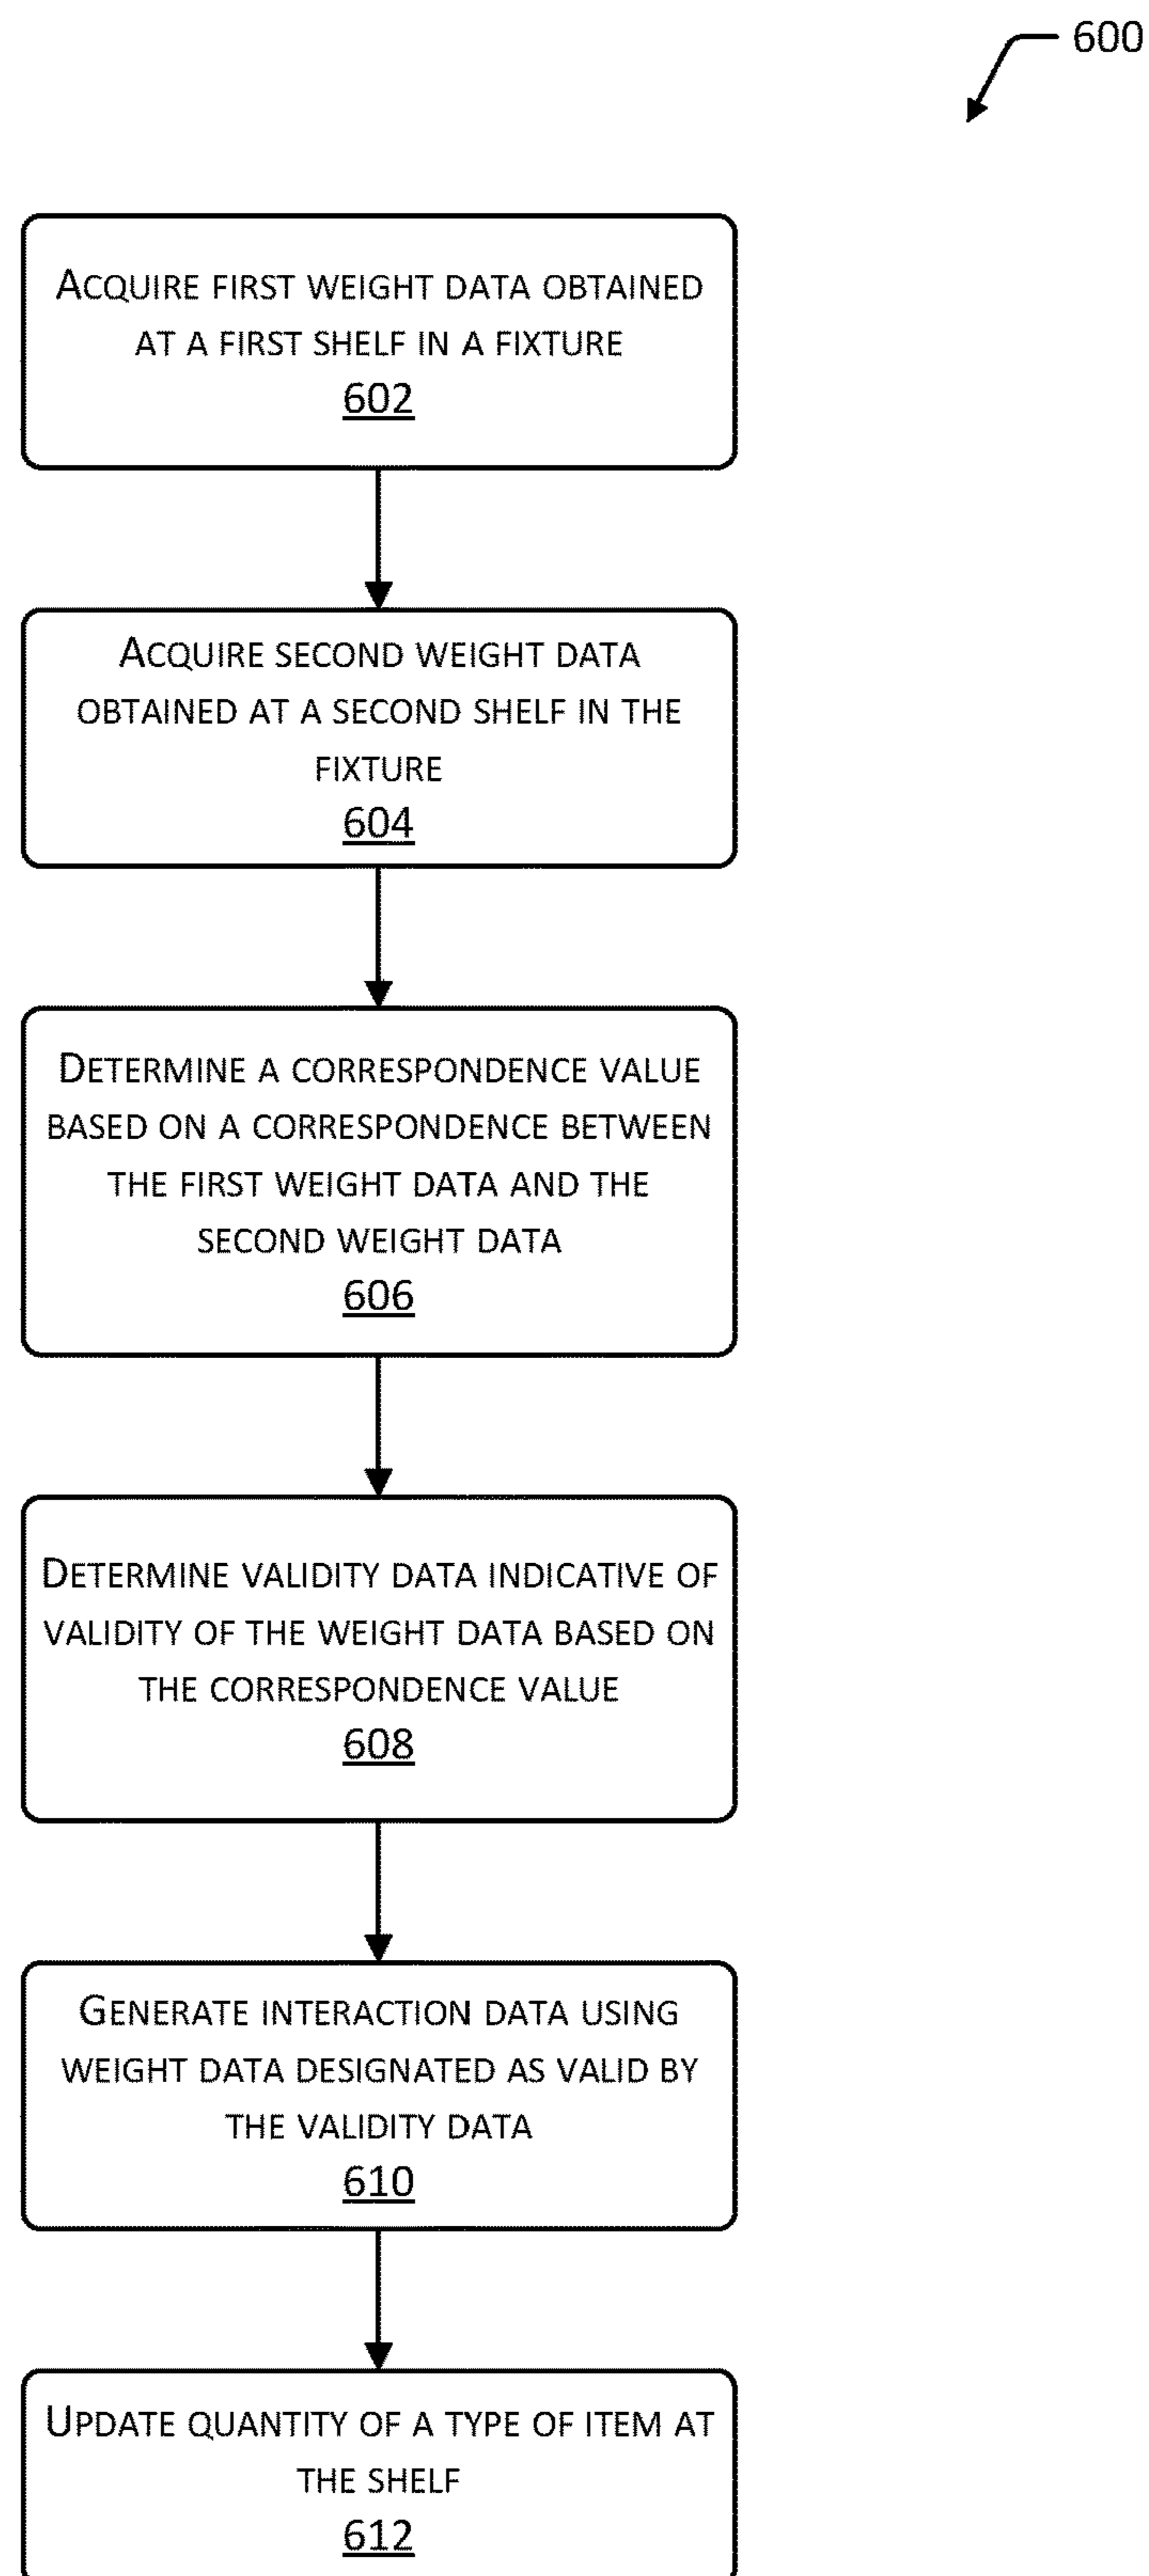 600
ACQUIRE FIRST WEIGHT DATA OBTAINED
AT A FIRST SHELF IN A FIXTURE
602
ACQUIRE SECOND WEIGHT DATA
OBTAINED AT A SECOND SHELF IN THE
FIXTURE
604
DETERMINE A CORRESPONDENCE VALUE
BASED ON A CORRESPONDENCE BETWEEN
THE FIRST WEIGHT DATA AND THE
SECOND WEIGHT DATA
606
DETERMINE VALIDITY DATA INDICATIVE OF
VALIDITY OF THE WEIGHT DATA BASED ON
THE CORRESPONDENCE VALUE
608
GENERATE INTERACTION DATA USING
WEIGHT DATA DESIGNATED AS VALID BY
THE VALIDITY DATA
610
UPDATE QUANTITY OF A TYPE OF ITEM AT
THE SHELF
612